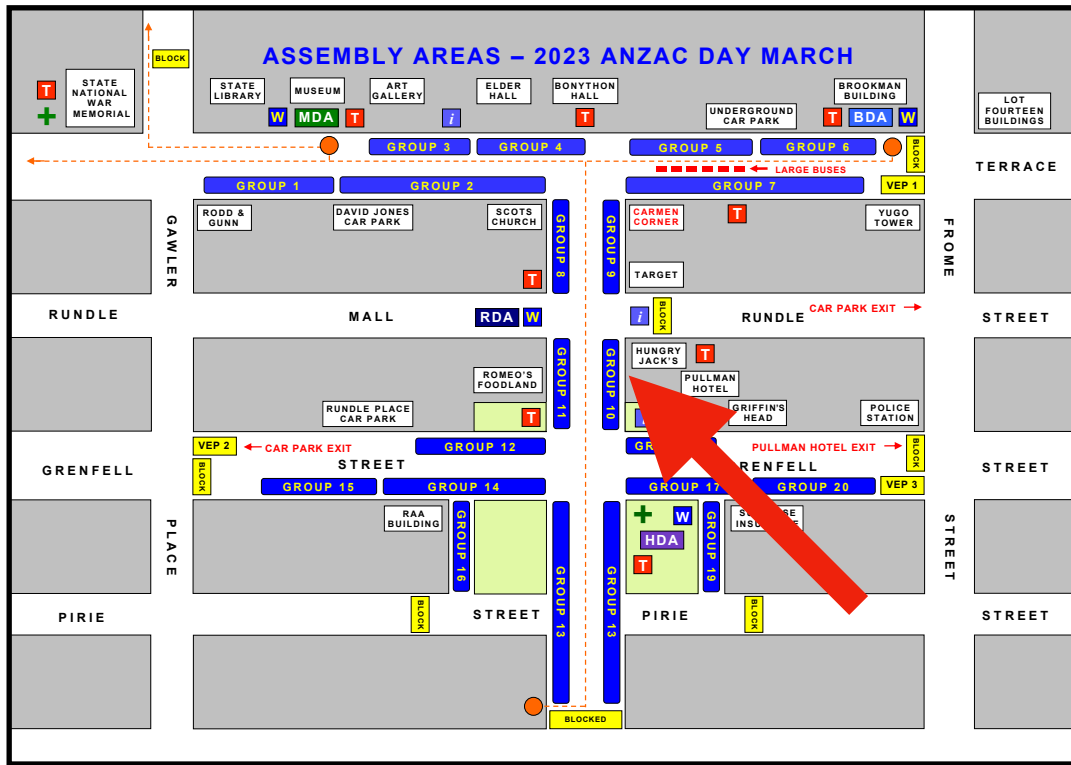 ASSEMBLY AREAS – 2023 ANZAC DAY MARCH
BLOCK
T
STATE
NATIONAL
WAR
MEMORIAL
STATE
LIBRARY
MUSEUM
ART
GALLERY
ELDER
HALL
BONYTHON
HALL
UNDERGROUND
CAR PARK
BROOKMAN
BUILDING
LOT
FOURTEEN
BUILDINGS
W
MDA
T
i
T
T
BDA
W
GROUP 3
GROUP 4
GROUP 5
GROUP 6
BLOCK
TERRACE
LARGE BUSES
GROUP 1
GROUP 2
GROUP 7
VEP 1
GAWLER
RODD &
GUNN
DAVID JONES
CAR PARK
SCOTS
CHURCH
GROUP 8
GROUP 9
CARMEN
CORNER
T
YUGO
TOWER
FROME
T
TARGET
RUNDLE
MALL
RDA
W
i
BLOCK
RUNDLE
CAR PARK EXIT
STREET
GROUP 11
GROUP 10
HUNGRY
JACK'S
T
ROMEO'S
FOODLAND
PULLMAN
HOTEL
RUNDLE PLACE
CAR PARK
T
GRIFFIN'S
HEAD
POLICE
STATION
VEP 2
CAR PARK EXIT
GROUP 12
PULLMAN HOTEL EXIT
BLOCK
GRENFELL
STREET
STREET
BLOCK
GROUP 15
GROUP 14
GROUP 17
GROUP 20
VEP 3
PLACE
RAA
BUILDING
GROUP 16
GROUP 13
GROUP 13
W
HDA
T
GROUP 19
STREET
PIRIE
BLOCK
STREET
PIRIE
BLOCK
STREET
BLOCKED